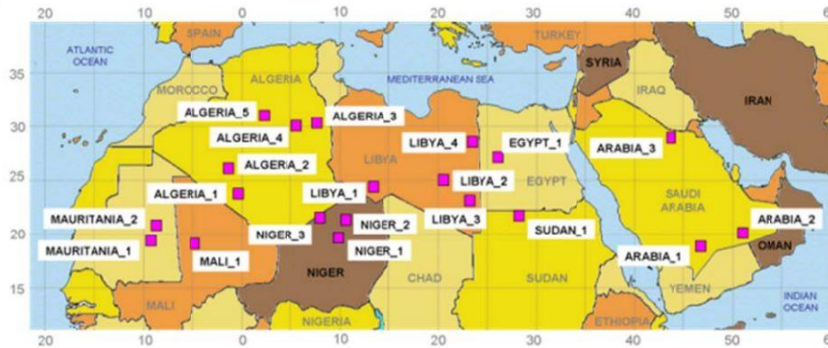 20 10 0 10 20 30 40 50 60
SPAIN
TURKEY
ATLANTIC
OCEAN
35
ALGERIA
MEDITERRANEAN SEA
SYRIA
MOROCCO
IRAQ
IRAN
ALGERIA_5
ALGERIA_3
30
ALGERIA_4
LIBYA_4
EGYPT_1
ARABIA_3
LIBYA
ALGERIA_2
25
ALGERIA_1
LIBYA_1
LIBYA_2
EGYPT
SAUDI
ARABIA
MAURITANIA_2
NIGER_2
LIBYA_3
ARABIA_2
20
NIGER_3
SUDAN_1
MAURITANIA_1
MALI_1
NIGER_1
ARABIA_1
OMAN
NIGER
CHAD
SUDAN
YEMEN
15
MALI
INDIAN
OCEAN
NIGERIA
ETHIOPIA
20 10 0 10 20 30 40 50 6